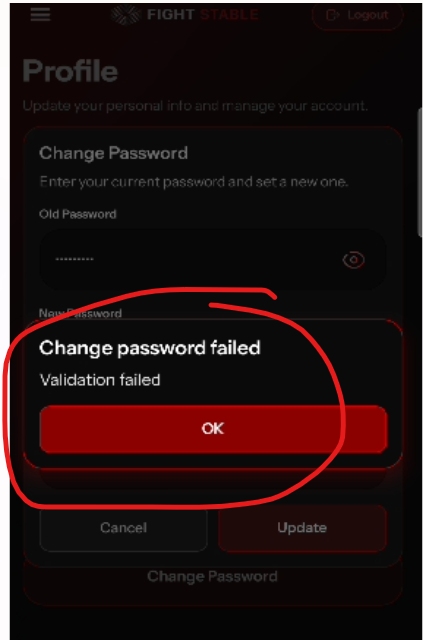 FIGHT STABLE
Logout
Profile
Update your personal info and manage your account.
Change Password
Enter your current password and set a new one.
Old Password
New Password
Change password failed
Validation failed
OK
Cancel
Update
Change Password